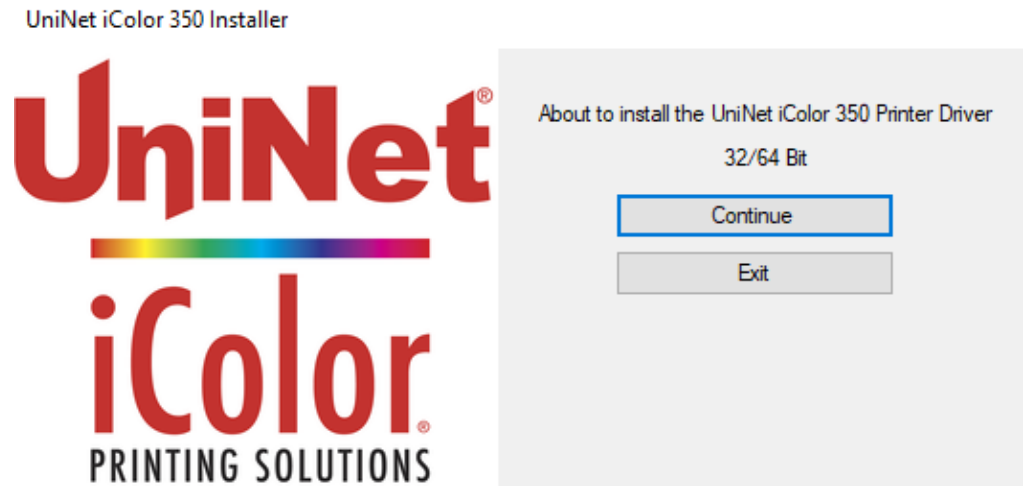 UniNet iColor 350 Installer
UniNet®
iColor®
PRINTING SOLUTIONS
About to install the UniNet iColor 350 Printer Driver
32/64 Bit
Continue
Exit